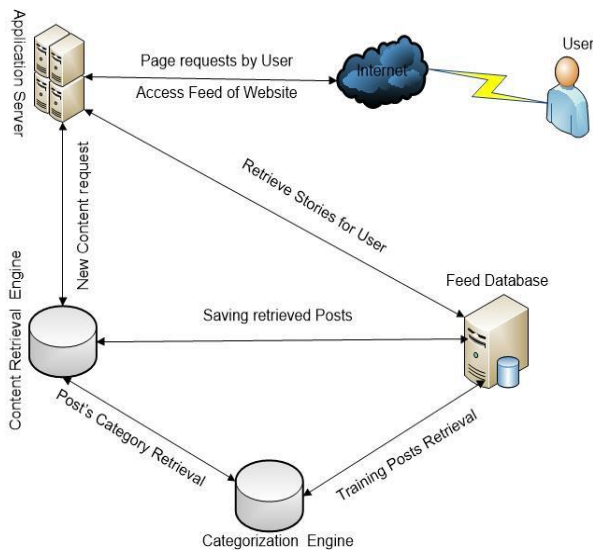 Application Server
Page requests by User
Access Feed of Website
Internet
User
New Content request
Retrieve Stories for User
Feed Database
Content Retrieval Engine
Saving retrieved Posts
Post's Category Retrieval
Training Posts Retrieval
Categorization Engine